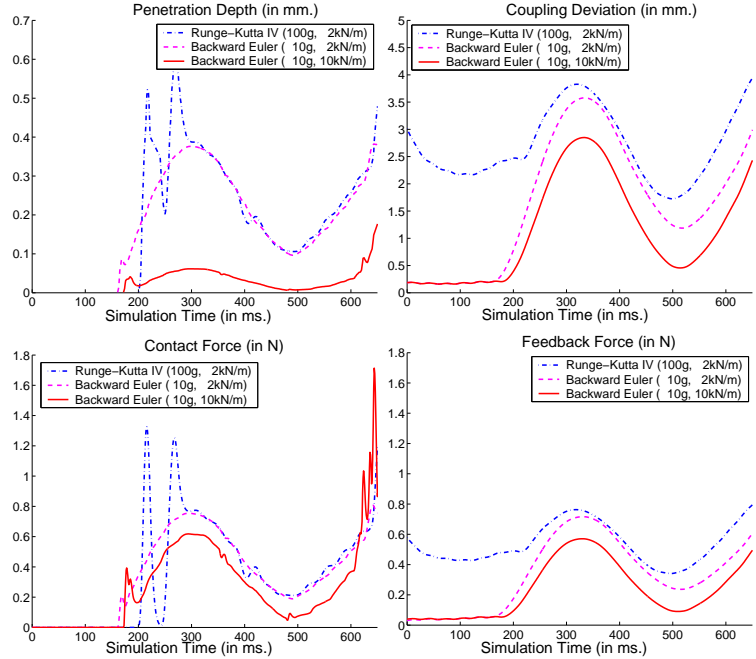 Penetration Depth (in mm.)
Runge-Kutta IV (100g, 2kN/m)
Backward Euler ( 10g, 2kN/m)
Backward Euler ( 10g, 10kN/m)
0.7
0.6
0.5
0.4
0.3
0.2
0.1
0
0 100 200 300 400 500 600
Simulation Time (in ms.)
Coupling Deviation (in mm.)
Runge-Kutta IV (100g, 2kN/m)
Backward Euler ( 10g, 2kN/m)
Backward Euler ( 10g, 10kN/m)
5
4.5
4
3.5
3
2.5
2
1.5
1
0.5
0
0 100 200 300 400 500 600
Simulation Time (in ms.)
Contact Force (in N)
Runge-Kutta IV (100g, 2kN/m)
Backward Euler ( 10g, 2kN/m)
Backward Euler ( 10g, 10kN/m)
1.8
1.6
1.4
1.2
1
0.8
0.6
0.4
0.2
0
0 100 200 300 400 500 600
Simulation Time (in ms.)
Feedback Force (in N)
Runge-Kutta IV (100g, 2kN/m)
Backward Euler ( 10g, 2kN/m)
Backward Euler ( 10g, 10kN/m)
1.8
1.6
1.4
1.2
1
0.8
0.6
0.4
0.2
0
0 100 200 300 400 500 600
Simulation Time (in ms.)